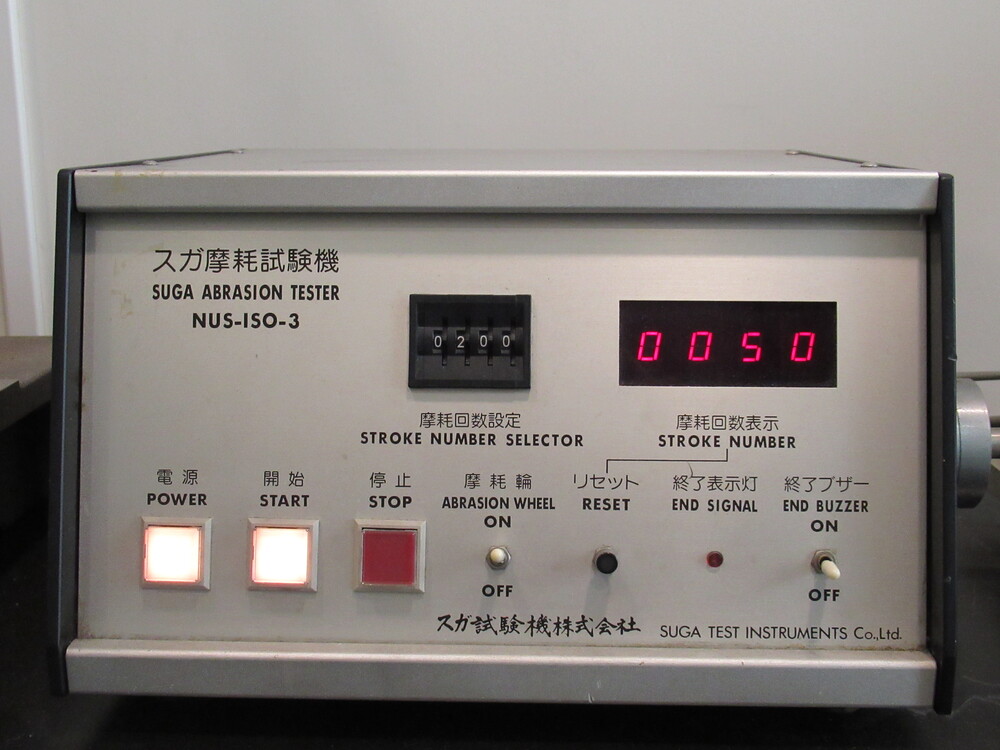 スガ摩耗試験機
SUGA ABRASION TESTER
NUS-ISO-3
0200
0050
摩耗回数設定
STROKE NUMBER SELECTOR
摩耗回数表示
STROKE NUMBER
電源
POWER
開始
START
停止
STOP
摩耗輪
ABRASION WHEEL
ON
OFF
リセット
RESET
終了表示灯
END SIGNAL
終了ブザー
END BUZZER
ON
OFF
スガ試験機株式会社
SUGA TEST INSTRUMENTS Co.,Ltd.